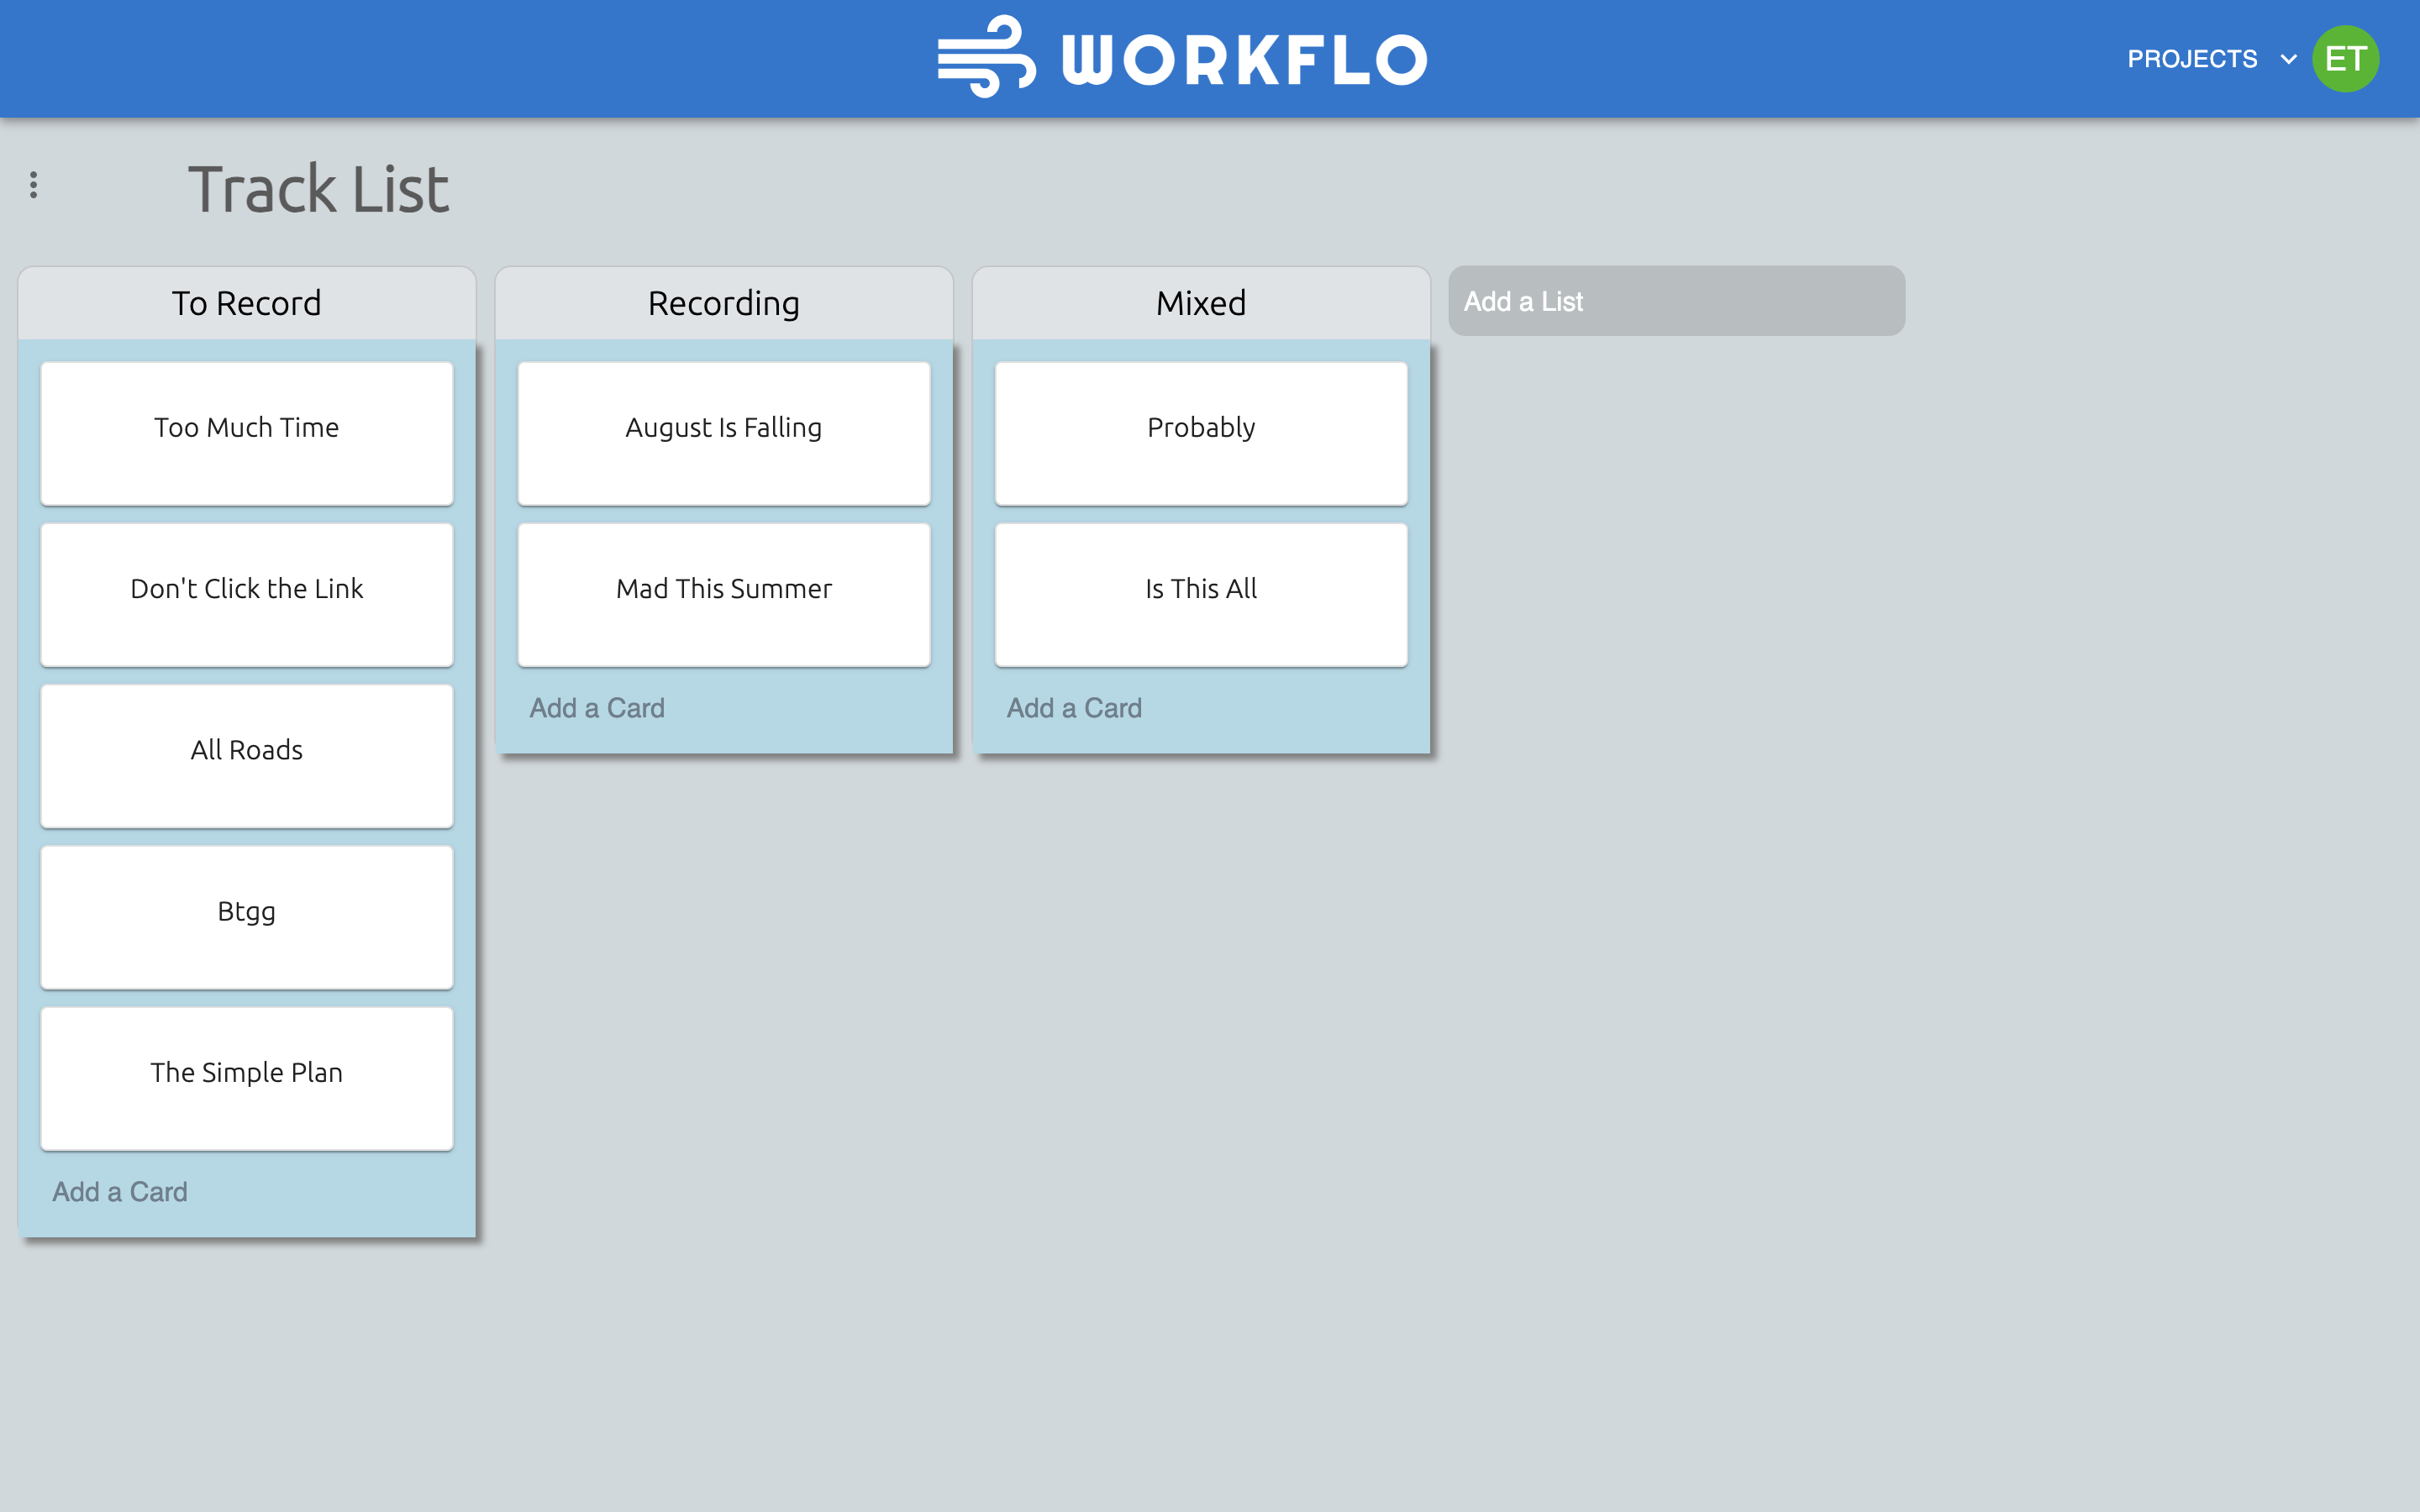 WORKFLO
PROJECTS
ET
Track List
To Record
Too Much Time
Don't Click the Link
All Roads
Btgg
The Simple Plan
Add a Card
Recording
August Is Falling
Mad This Summer
Add a Card
Mixed
Probably
Is This All
Add a Card
Add a List